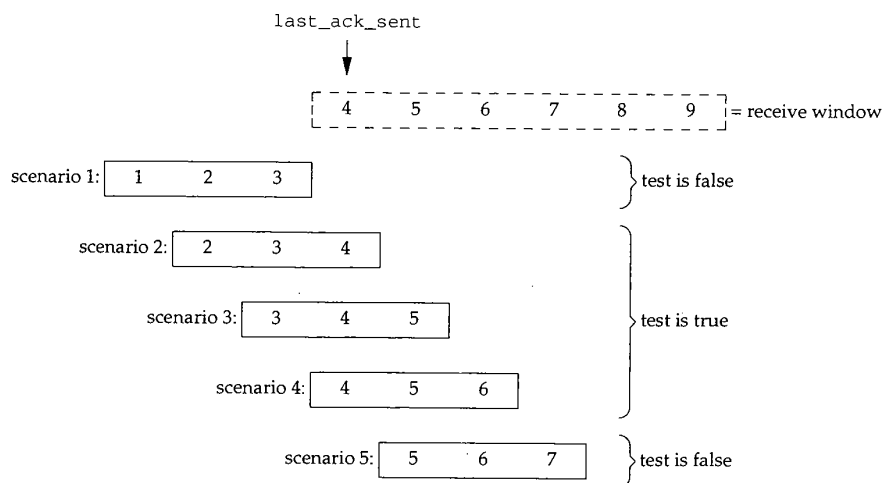 last_ack_sent
4 5 6 7 8 9 = receive window
scenario 1: 1 2 3 test is false
scenario 2: 2 3 4
scenario 3: 3 4 5 test is true
scenario 4: 4 5 6
scenario 5: 5 6 7 test is false